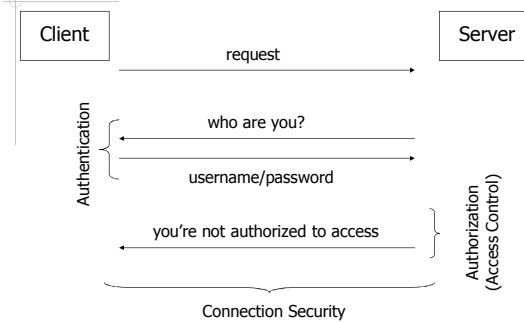 Client
Server
request
who are you?
Authentication
username/password
you're not authorized to access
Authorization
(Access Control)
Connection Security